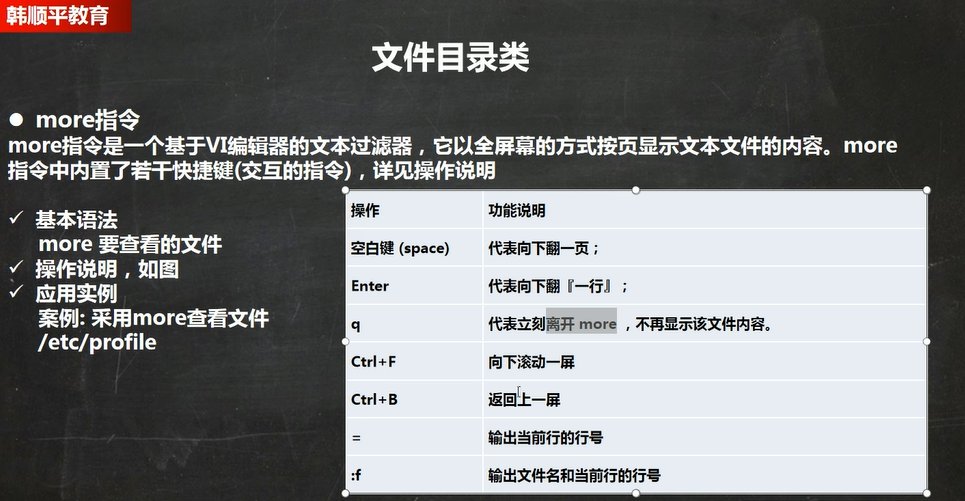 韩顺平教育
文件目录类
● more指令
more指令是一个基于VI编辑器的文本过滤器，它以全屏幕的方式按页显示文本文件的内容。more
指令中内置了若干快捷键(交互的指令)，详见操作说明
✓ 基本语法
more 要查看的文件
✓ 操作说明，如图
✓ 应用实例
案例: 采用more查看文件
/etc/profile
操作 功能说明
空白键 (space) 代表向下翻一页；
Enter 代表向下翻『一行』；
q 代表立刻离开 more ，不再显示该文件内容。
Ctrl+F 向下滚动一屏
Ctrl+B 返回上一屏
= 输出当前行的行号
:f 输出文件名和当前行的行号